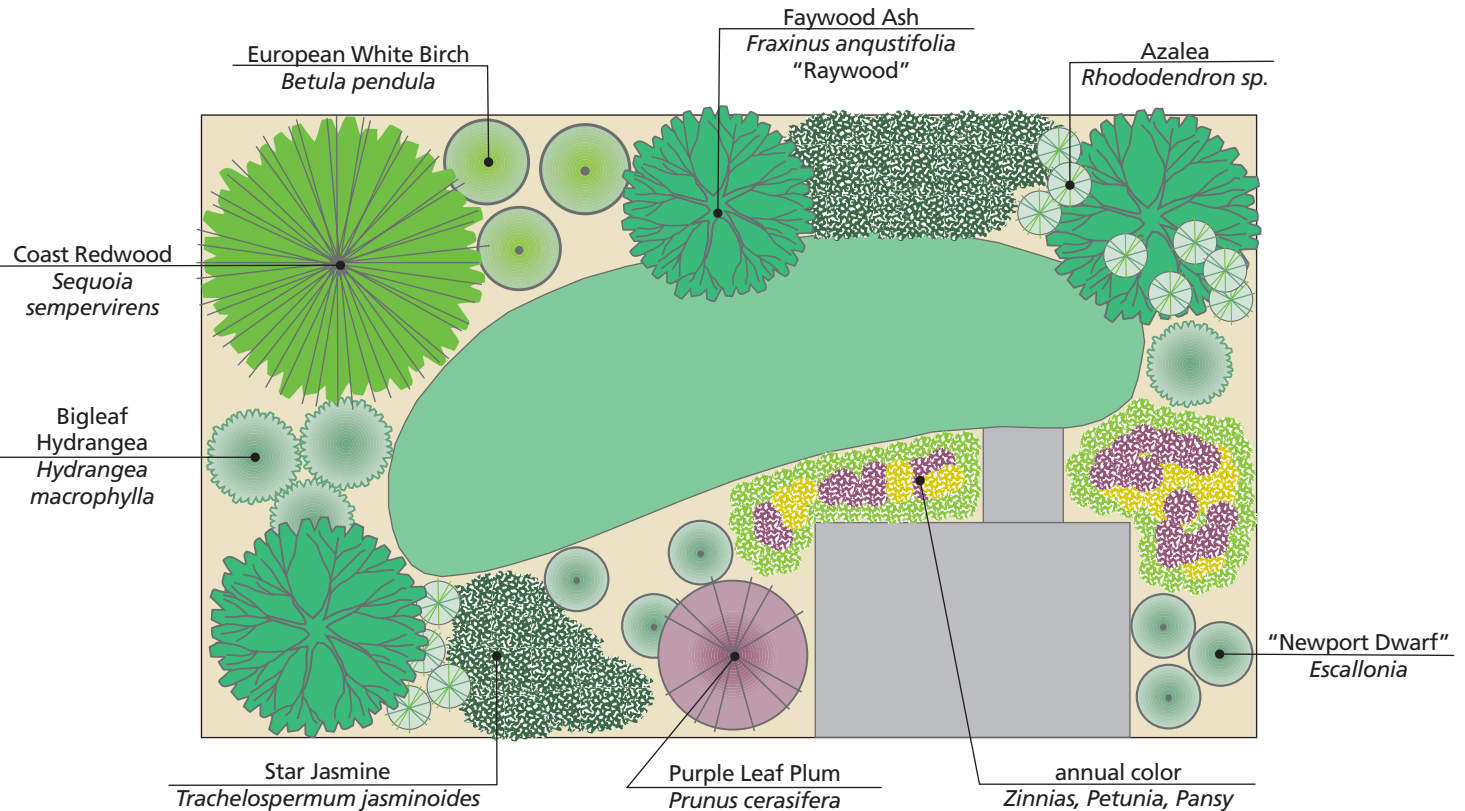 Faywood Ash
Fraxinus anqustifolia
“Raywood”
European White Birch
Betula pendula
Azalea
Rhododendron sp.
Coast Redwood
Sequoia
sempervirens
Bigleaf
Hydrangea
Hydrangea
macrophylla
“Newport Dwarf”
Escallonia
Star Jasmine
Trachelospermum jasminoides
Purple Leaf Plum
Prunus cerasifera
annual color
Zinnias, Petunia, Pansy